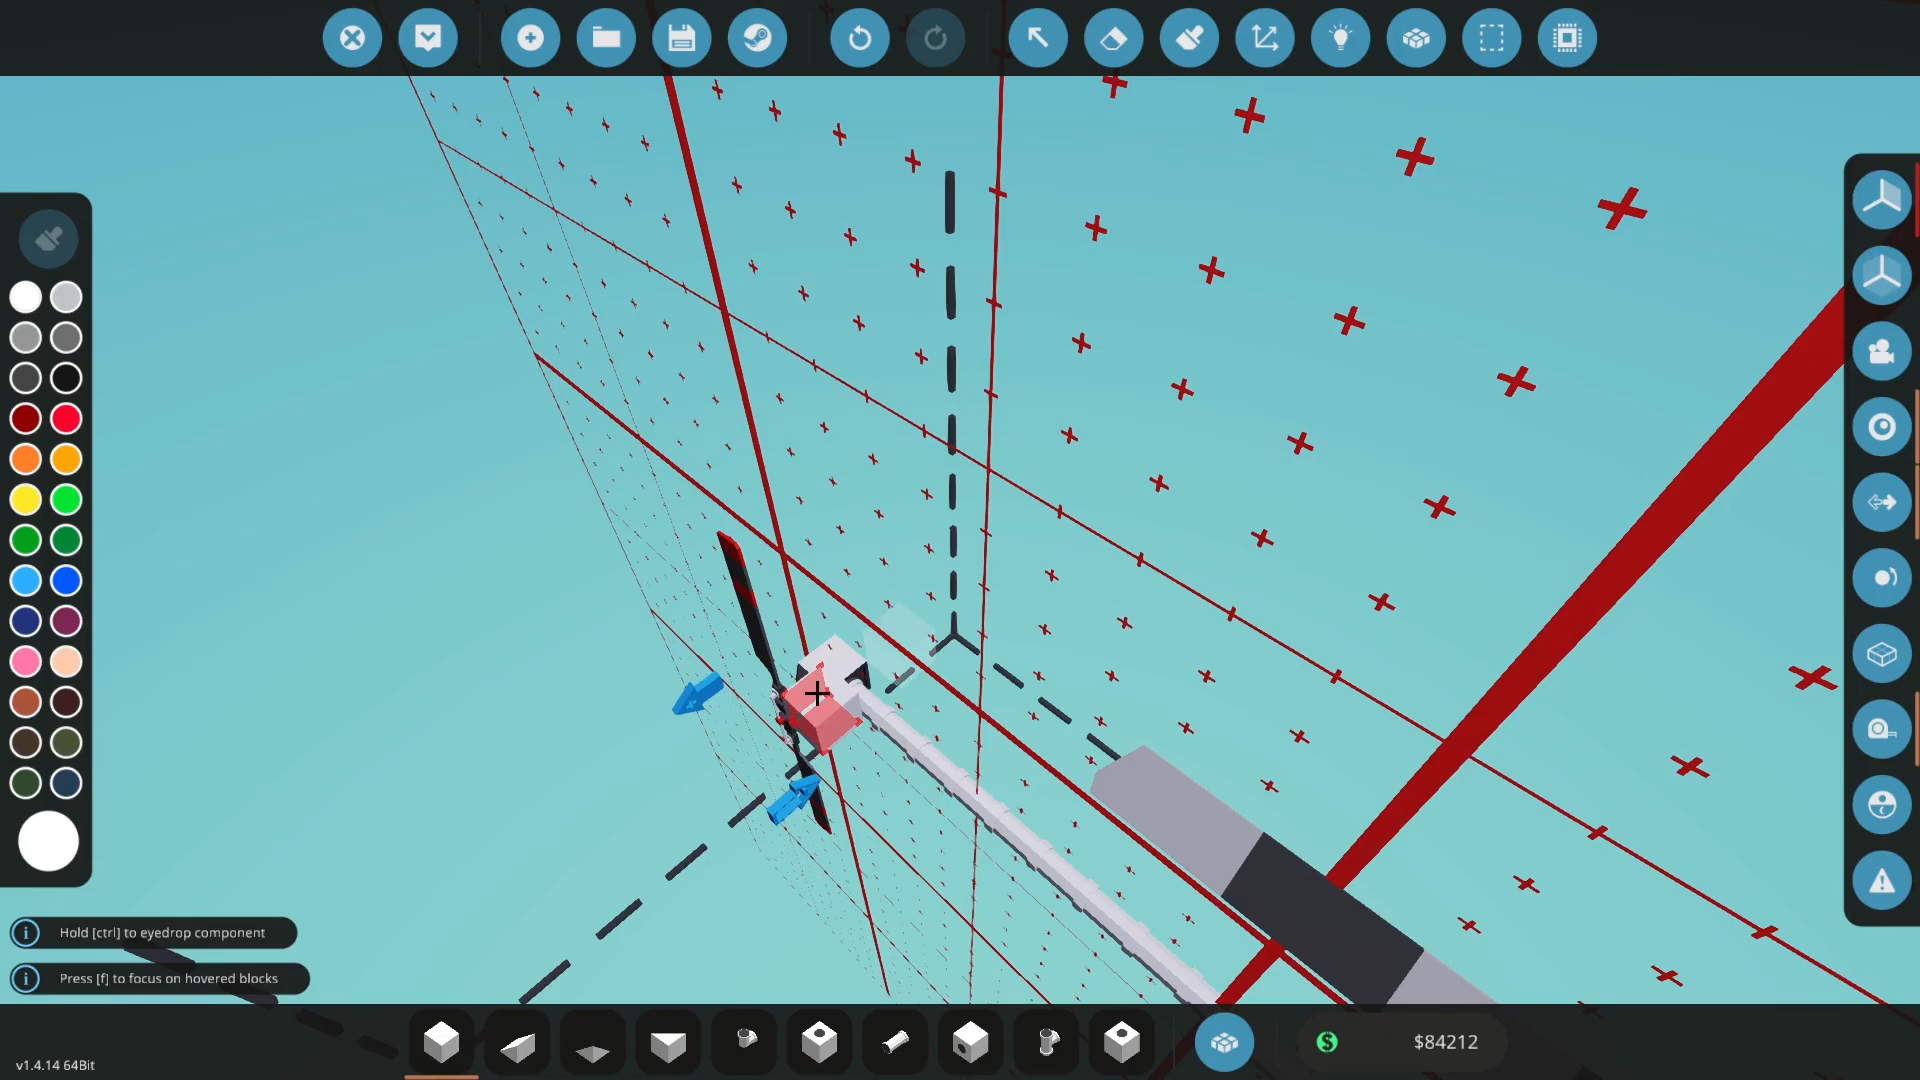 Hold [ctrl] to eyedrop component
Press [f] to focus on hovered blocks
v1.4.14 64Bit
$84212